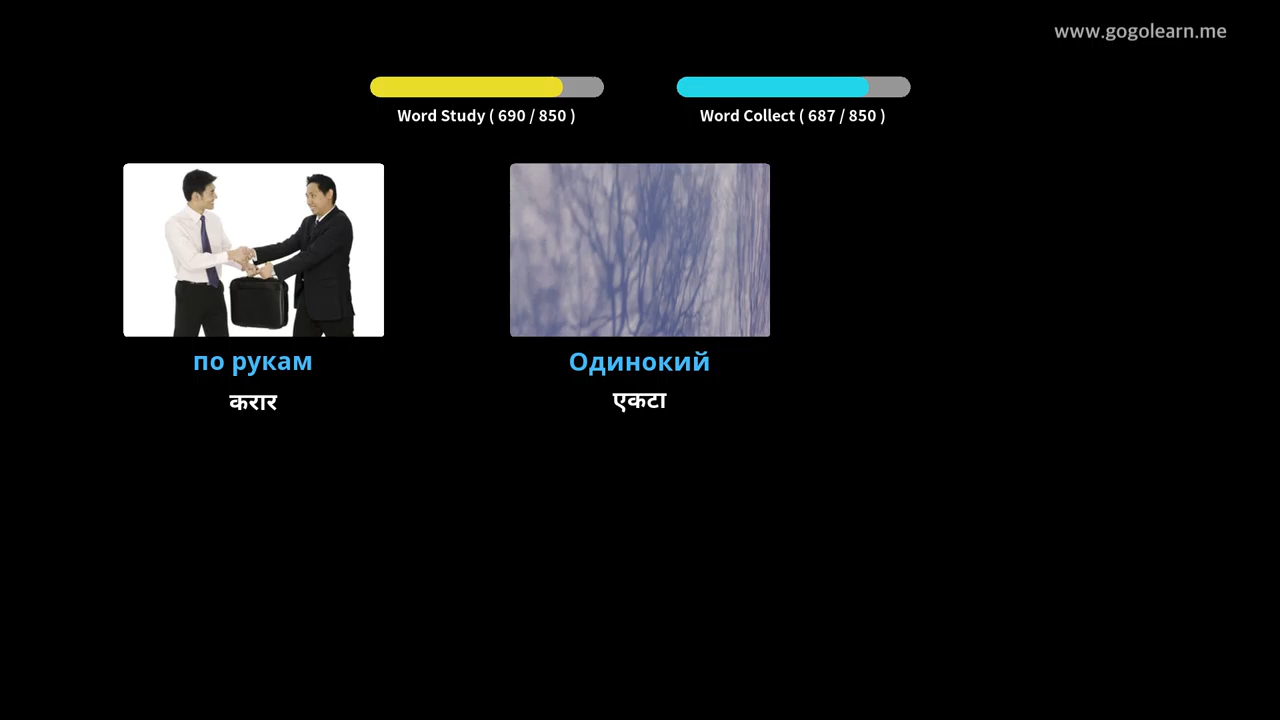 www.gogolearn.me
Word Study ( 690 / 850 )
Word Collect ( 687 / 850 )
по рукам
करार
Одинокий
एकटा